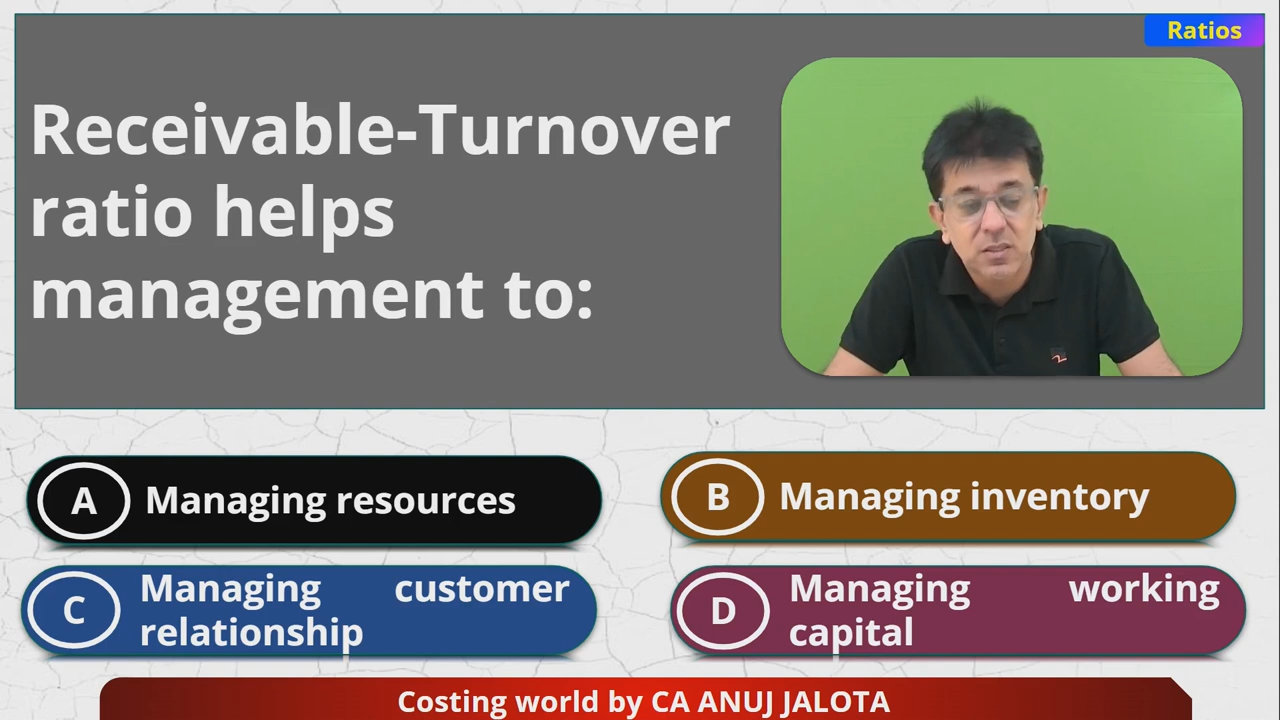 Ratios
Receivable-Turnover
ratio helps
management to:
A Managing resources
B Managing inventory
C Managing customer
relationship
D Managing working
capital
Costing world by CA ANUJ JALOTA